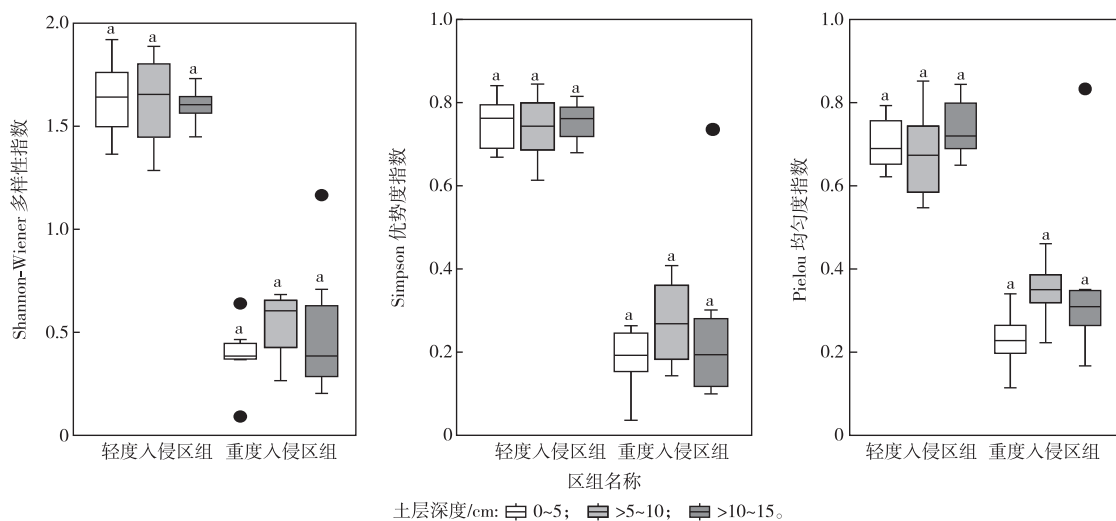 Shannon-Wiener 多样性指数
2.0
1.5
1.0
0.5
0
a a a a a a
轻度入侵区组 重度入侵区组
Simpson 优势度指数
1.0
0.8
0.6
0.4
0.2
0
a a a a a a
轻度入侵区组 重度入侵区组
Pielou 均匀度指数
1.0
0.8
0.6
0.4
0.2
0
a a a a a a
轻度入侵区组 重度入侵区组
区组名称
土层深度/cm: 0~5; >5~10; >10~15。